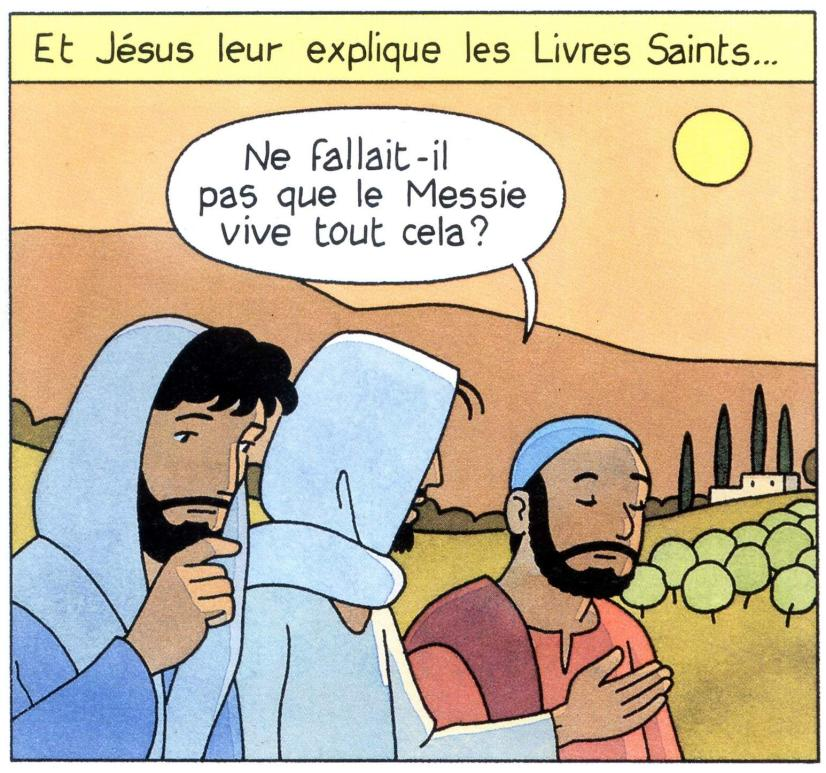 Et Jésus leur explique les Livres Saints...
Ne fallait-il
pas que le Messie
vive tout cela?